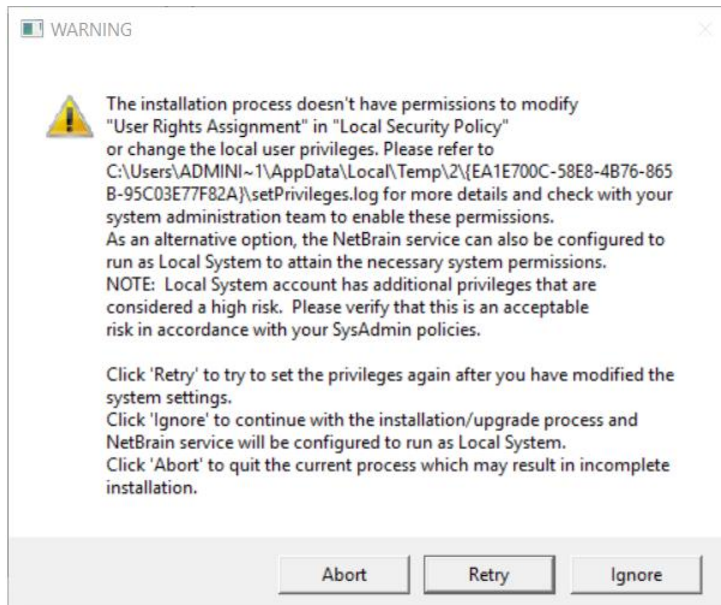 WARNING
The installation process doesn't have permissions to modify
"User Rights Assignment" in "Local Security Policy"
or change the local user privileges. Please refer to
C:\Users\ADMINI~1\AppData\Local\Temp\2\{EA1E700C-58E8-4B76-865
B-95C03E77F82A}\setPrivileges.log for more details and check with your
system administration team to enable these permissions.
As an alternative option, the NetBrain service can also be configured to
run as Local System to attain the necessary system permissions.
NOTE:  Local System account has additional privileges that are
considered a high risk.  Please verify that this is an acceptable
risk in accordance with your SysAdmin policies.
Click 'Retry' to try to set the privileges again after you have modified the
system settings.
Click 'Ignore' to continue with the installation/upgrade process and
NetBrain service will be configured to run as Local System.
Click 'Abort' to quit the current process which may result in incomplete
installation.
Abort Retry Ignore